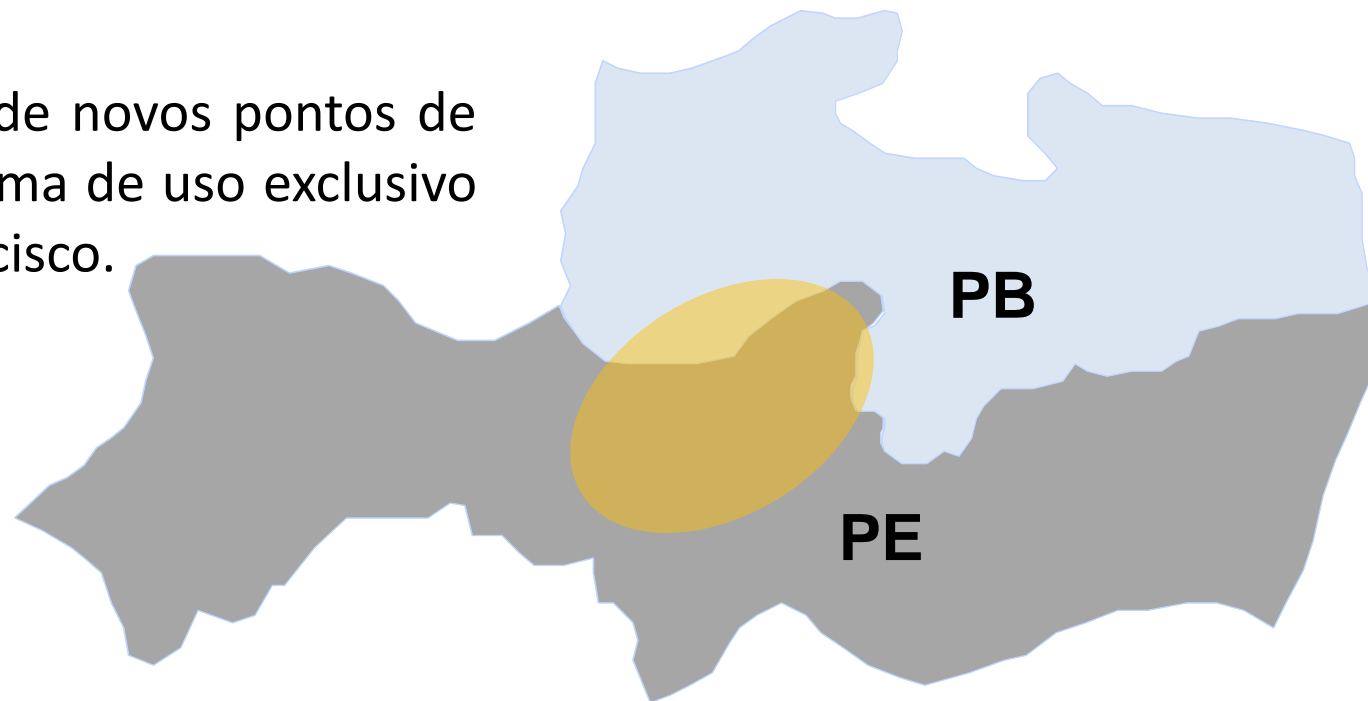 de novos pontos de
ma de uso exclusivo
cisco.
PB
PE